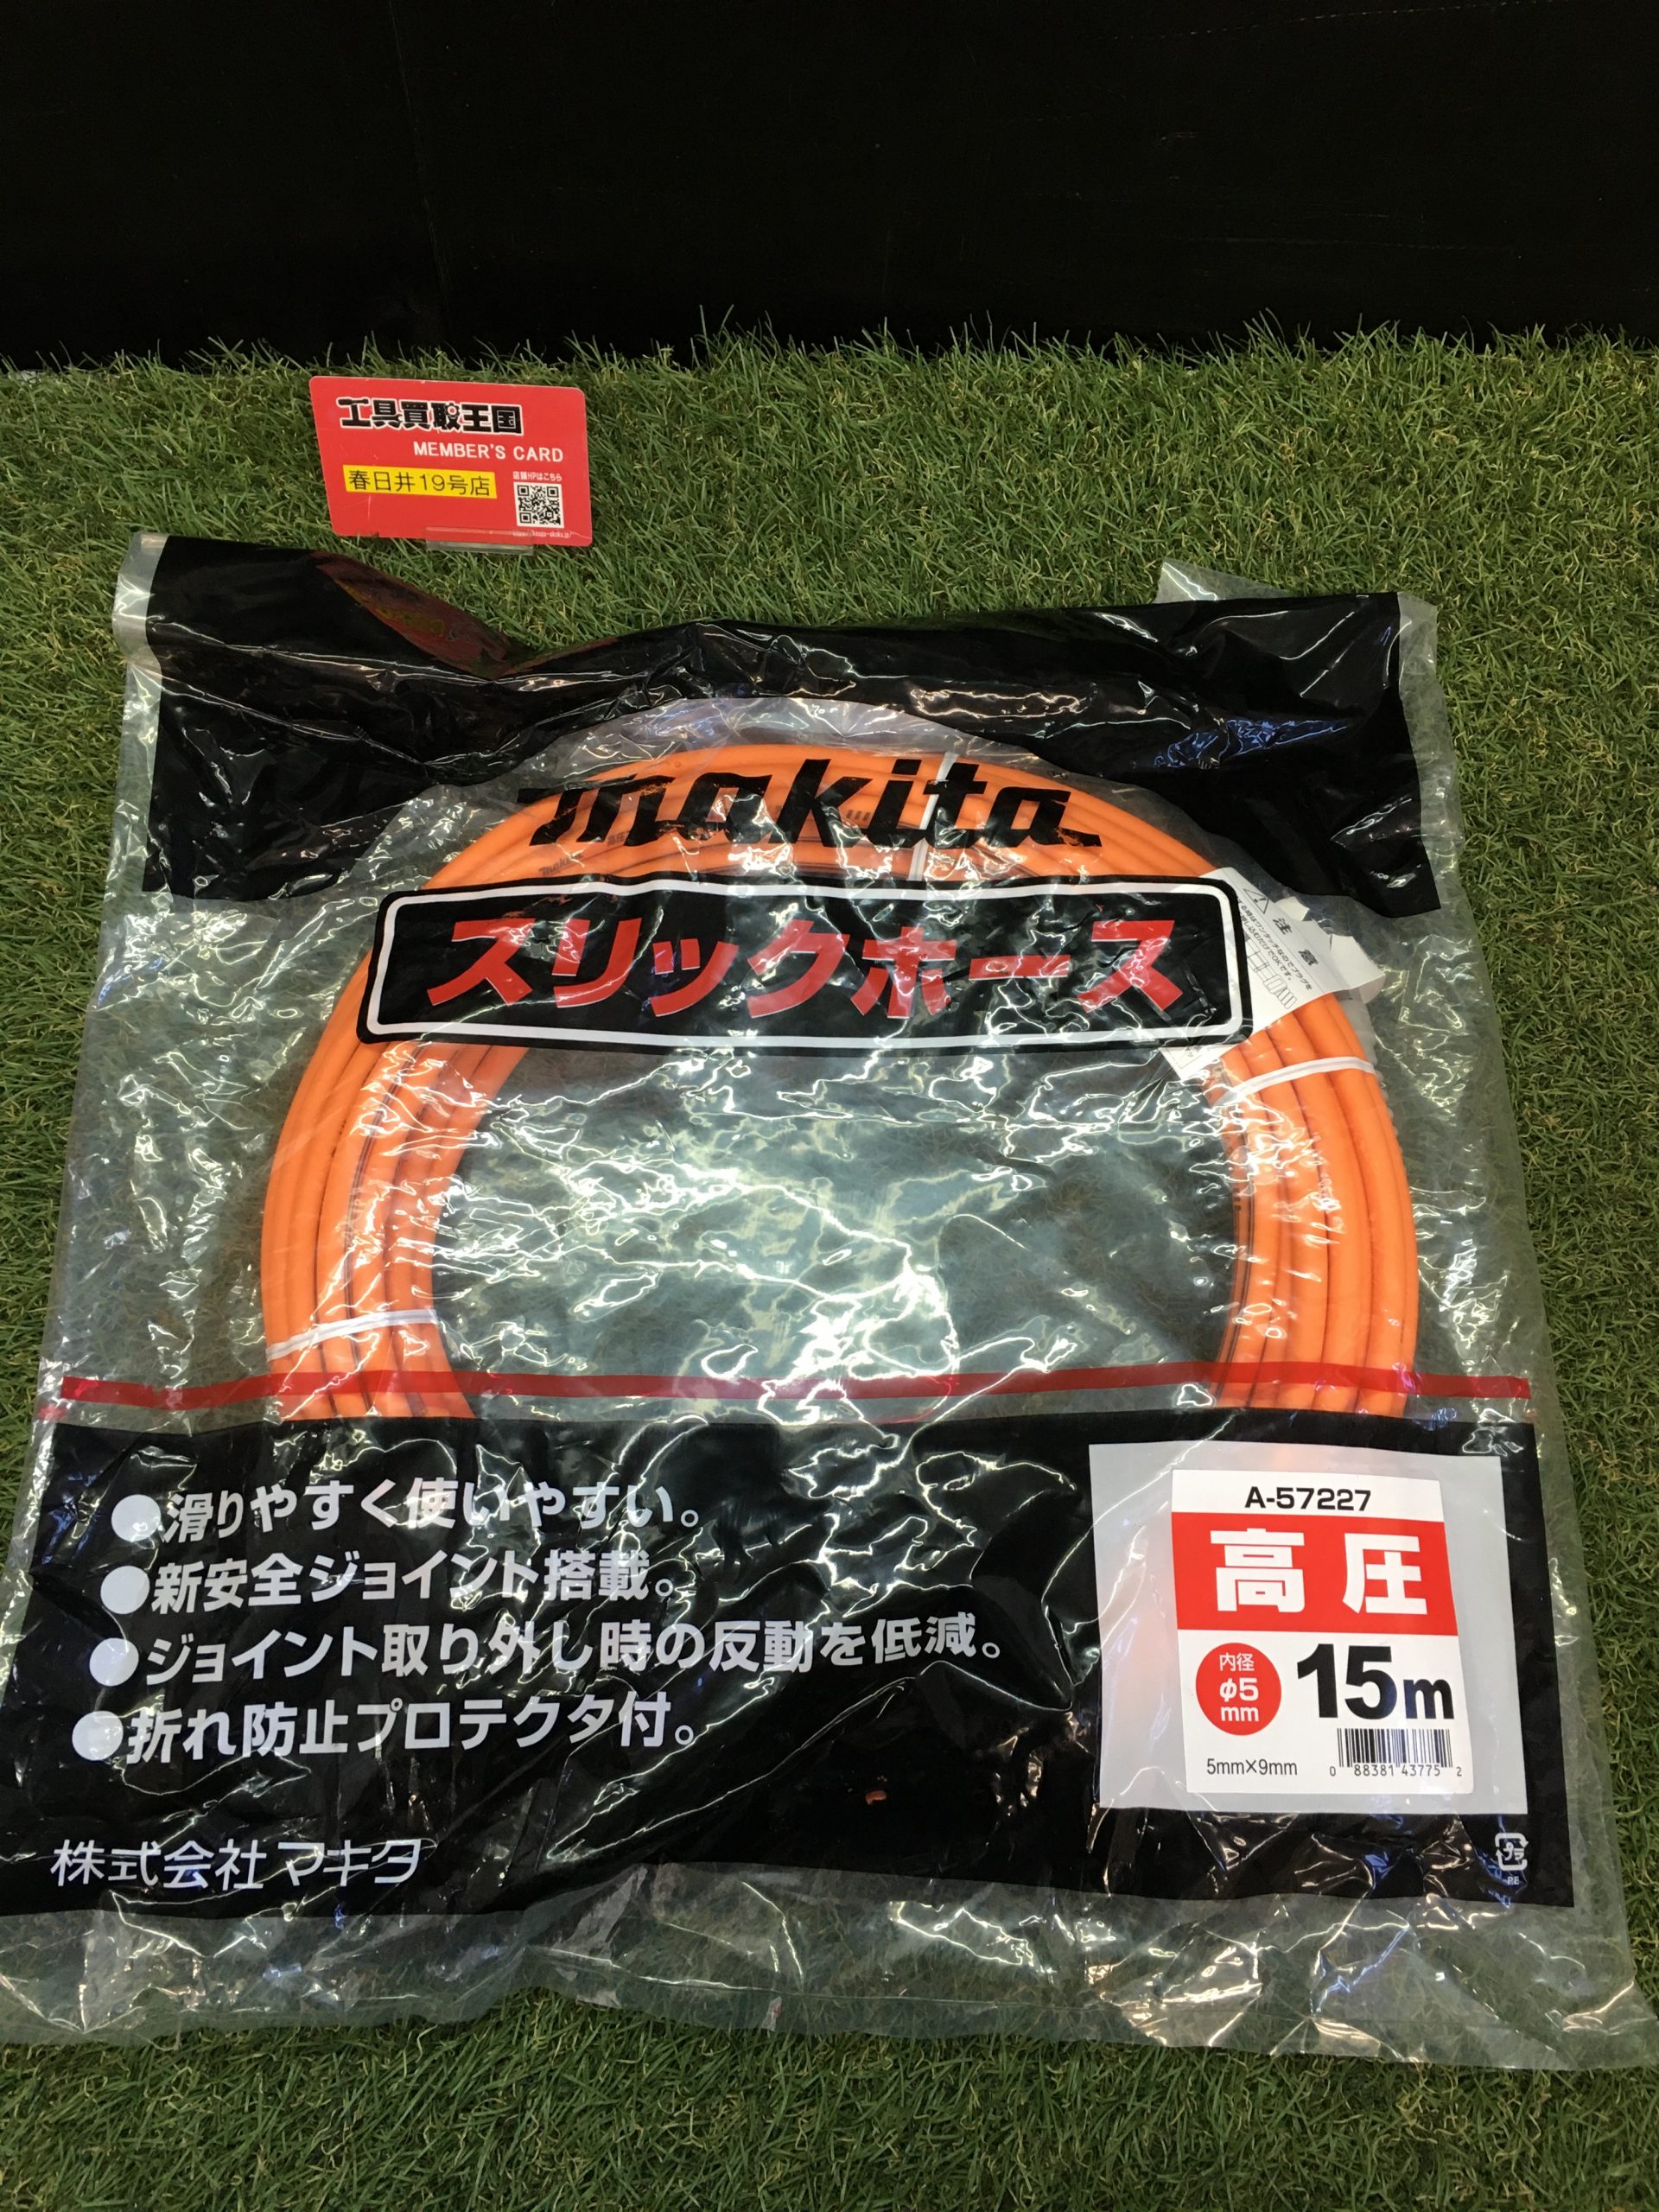 工具買取王国
MEMBER'S CARD
春日井19号店
店舗HPはこちら
makita
スリックホース
注意
●滑りやすく使いやすい。
●新安全ジョイント搭載。
●ジョイント取り外し時の反動を低減。
●折れ防止プロテクタ付。
株式会社マキタ
A-57227
高圧
内径
φ5
mm
15m
5mm×9mm
0 88381 43775 2
プラ
PE